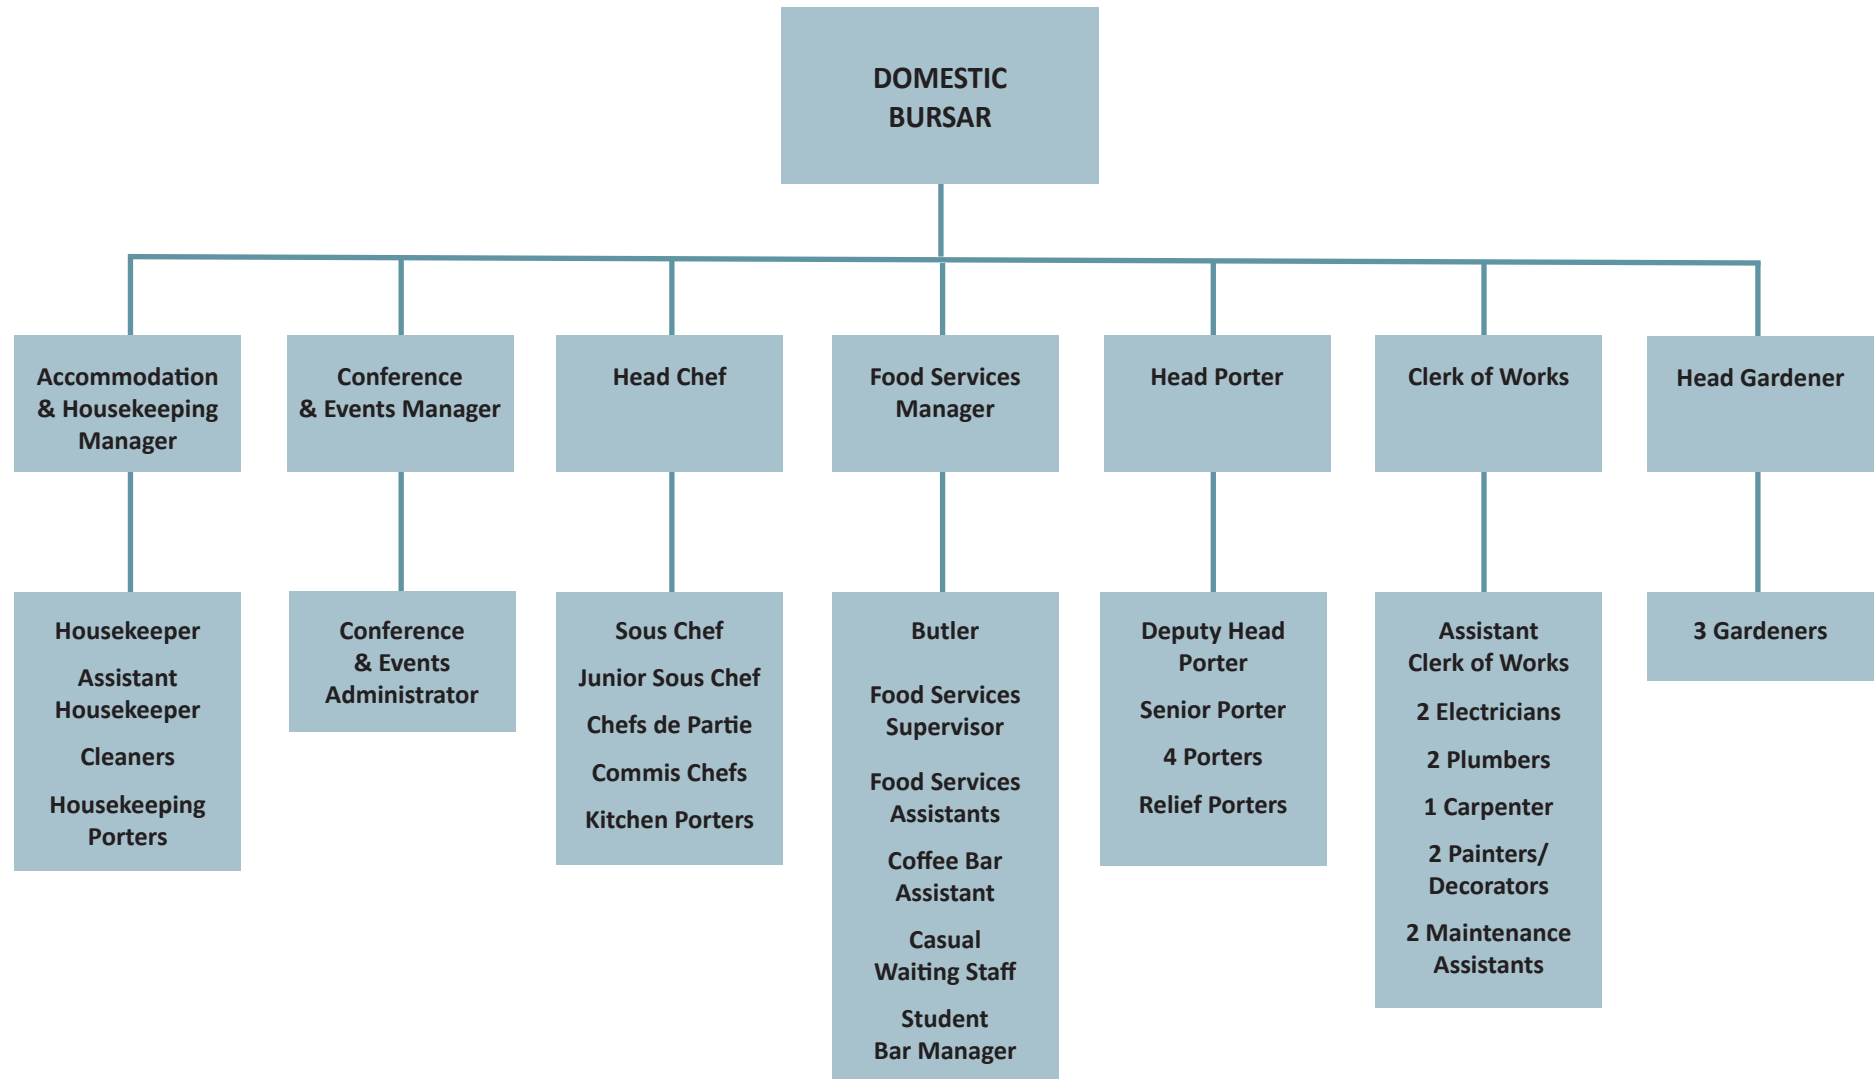 DOMESTIC
BURSAR
Accommodation
& Housekeeping
Manager
Conference
& Events Manager
Head Chef
Food Services
Manager
Head Porter
Clerk of Works
Head Gardener
Housekeeper
Assistant
Housekeeper
Cleaners
Housekeeping
Porters
Conference
& Events
Administrator
Sous Chef
Junior Sous Chef
Chefs de Partie
Commis Chefs
Kitchen Porters
Butler
Food Services
Supervisor
Food Services
Assistants
Coffee Bar
Assistant
Casual
Waiting Staff
Student
Bar Manager
Deputy Head
Porter
Senior Porter
4 Porters
Relief Porters
Assistant
Clerk of Works
2 Electricians
2 Plumbers
1 Carpenter
2 Painters/
Decorators
2 Maintenance
Assistants
3 Gardeners